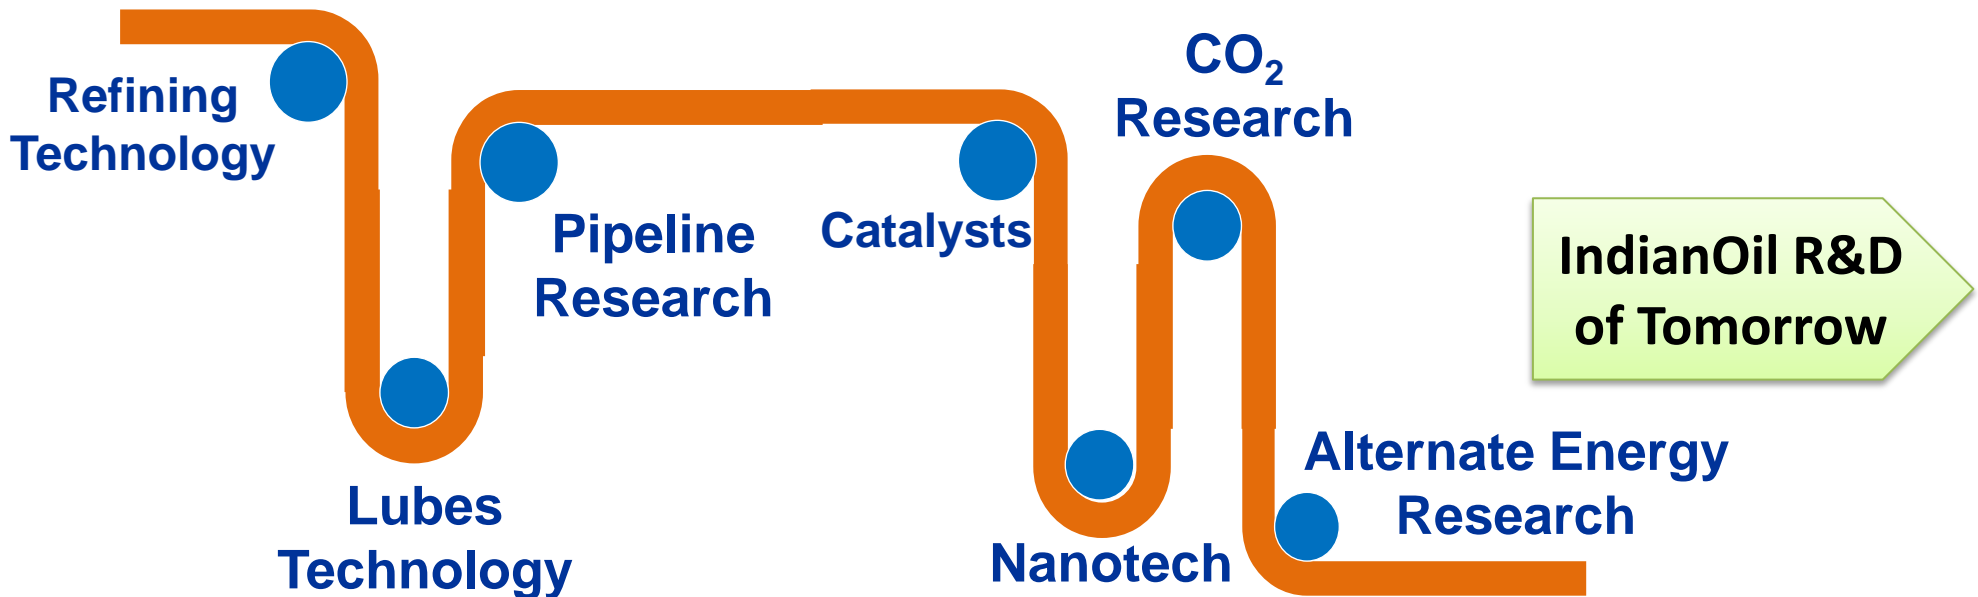 Refining
Technology
Lubes
Technology
Pipeline
Research
Catalysts
Nanotech
CO₂
Research
Alternate Energy
Research
IndianOil R&D
of Tomorrow